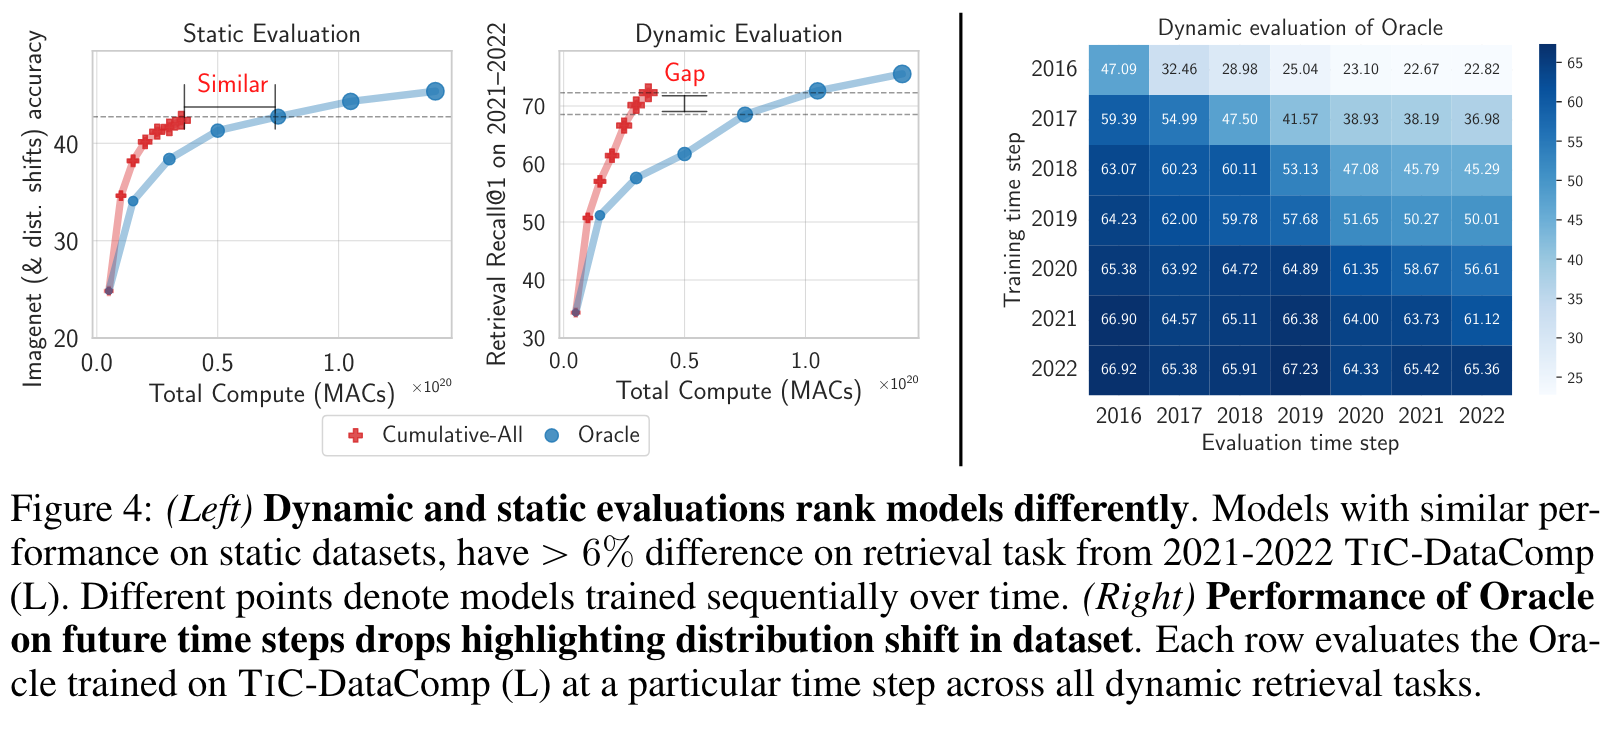 Static Evaluation
Imagenet (& dist. shifts) accuracy
Similar
40
30
20
0.0 0.5 1.0
×10²⁰
Total Compute (MACs)
Dynamic Evaluation
Retrieval Recall@1 on 2021–2022
Gap
70
60
50
40
30
0.0 0.5 1.0
×10²⁰
Total Compute (MACs)
Cumulative-All Oracle
Dynamic evaluation of Oracle
Training time step
2016 47.09 32.46 28.98 25.04 23.10 22.67 22.82
2017 59.39 54.99 47.50 41.57 38.93 38.19 36.98
2018 63.07 60.23 60.11 53.13 47.08 45.79 45.29
2019 64.23 62.00 59.78 57.68 51.65 50.27 50.01
2020 65.38 63.92 64.72 64.89 61.35 58.67 56.61
2021 66.90 64.57 65.11 66.38 64.00 63.73 61.12
2022 66.92 65.38 65.91 67.23 64.33 65.42 65.36
2016 2017 2018 2019 2020 2021 2022
Evaluation time step
65
60
55
50
45
40
35
30
25
Figure 4: (Left) Dynamic and static evaluations rank models differently. Models with similar per-
formance on static datasets, have > 6% difference on retrieval task from 2021-2022 TIC-DataComp
(L). Different points denote models trained sequentially over time. (Right) Performance of Oracle
on future time steps drops highlighting distribution shift in dataset. Each row evaluates the Ora-
cle trained on TIC-DataComp (L) at a particular time step across all dynamic retrieval tasks.